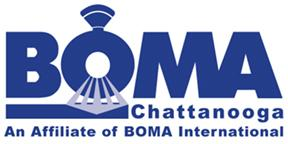 BOMA
Chattanooga
An Affiliate of BOMA International